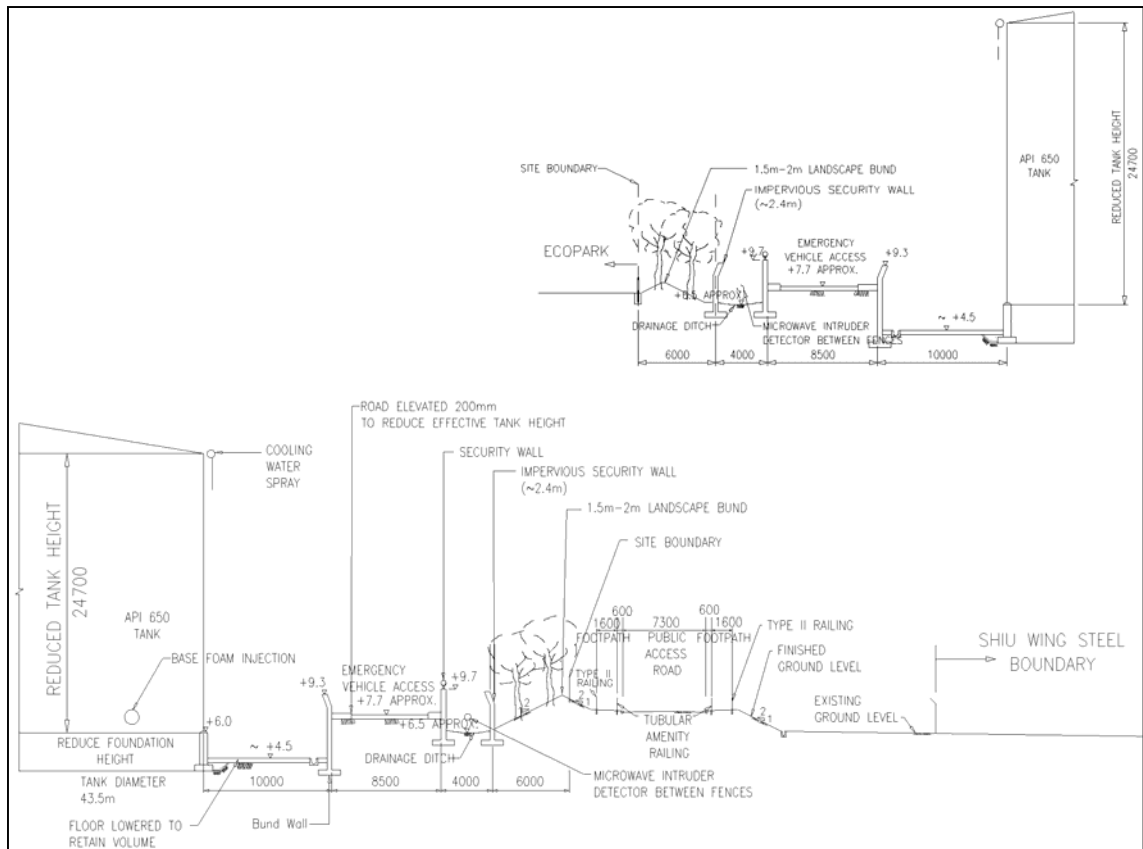 SITE BOUNDARY
1.5m-2m LANDSCAPE BUND
IMPERVIOUS SECURITY WALL
(~2.4m)
API 650
TANK
REDUCED TANK HEIGHT
24700
ECOPARK
+9.7
EMERGENCY
VEHICLE ACCESS
+7.7 APPROX.
+9.3
+6.5 APPROX.
DRAINAGE DITCH
MICROWAVE INTRUDER
DETECTOR BETWEEN FENCES
~ +4.5
6000
4000
8500
10000
ROAD ELEVATED 200mm
TO REDUCE EFFECTIVE TANK HEIGHT
COOLING
WATER
SPRAY
SECURITY WALL
IMPERVIOUS SECURITY WALL
(~2.4m)
1.5m-2m LANDSCAPE BUND
SITE BOUNDARY
REDUCED TANK HEIGHT
24700
API 650
TANK
BASE FOAM INJECTION
600
600
1600
7300
1600
FOOTPATH
PUBLIC
ACCESS
ROAD
FOOTPATH
TYPE II RAILING
FINISHED
GROUND LEVEL
SHIU WING STEEL
BOUNDARY
TYPE II
RAILING
EMERGENCY
VEHICLE ACCESS
+7.7 APPROX.
+9.7
+9.3
+6.0
+6.5 APPROX.
2
2
1
2
1
EXISTING
GROUND LEVEL
TUBULAR
AMENITY
RAILING
REDUCE FOUNDATION
HEIGHT
~ +4.5
DRAINAGE DITCH
TANK DIAMETER
43.5m
10000
8500
4000
6000
MICROWAVE INTRUDER
DETECTOR BETWEEN FENCES
FLOOR LOWERED TO
RETAIN VOLUME
Bund Wall